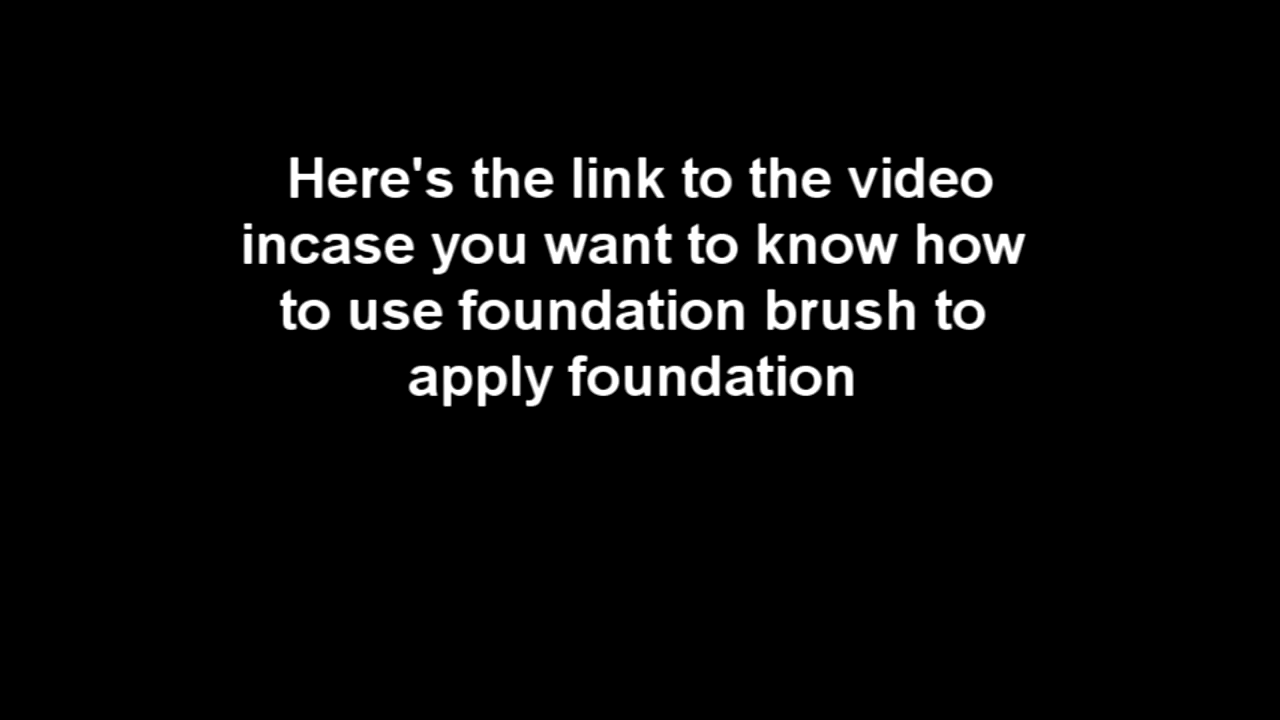 Here's the link to the video
incase you want to know how
to use foundation brush to
apply foundation